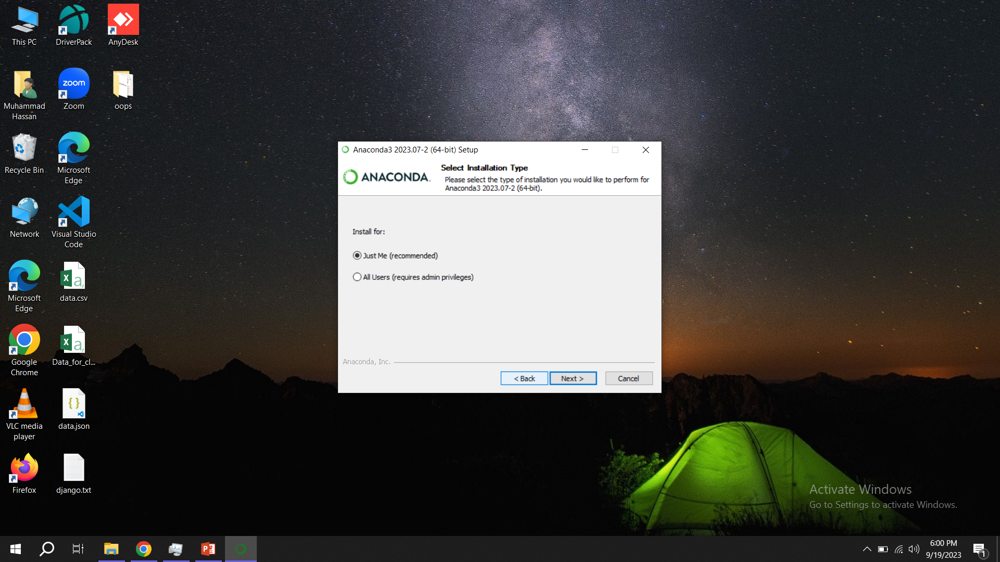 This PC
DriverPack
AnyDesk
Muhammad
Hassan
zoom
Zoom
oops
Recycle Bin
Microsoft
Edge
Network
Visual Studio
Code
Microsoft
Edge
X
a,
data.csv
Google
Chrome
X
a,
Data_for_cl...
VLC media
player
{ }
data.json
Firefox
django.txt
Anaconda3 2023.07-2 (64-bit) Setup
ANACONDA.
Select Installation Type
Please select the type of installation you would like to perform for
Anaconda3 2023.07-2 (64-bit).
Install for:
Just Me (recommended)
All Users (requires admin privileges)
Anaconda, Inc.
< Back
Next >
Cancel
Activate Windows
Go to Settings to activate Windows.
P
6:00 PM
9/19/2023
1